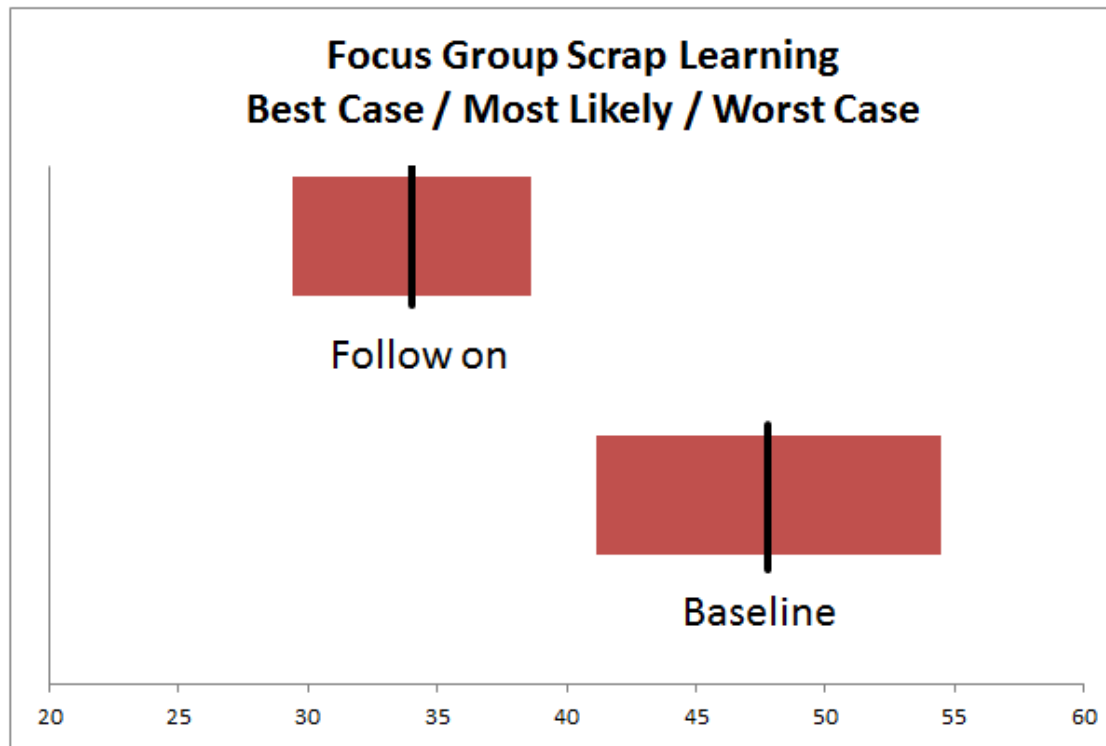 Focus Group Scrap Learning
Best Case / Most Likely / Worst Case
Follow on
Baseline
20 25 30 35 40 45 50 55 60